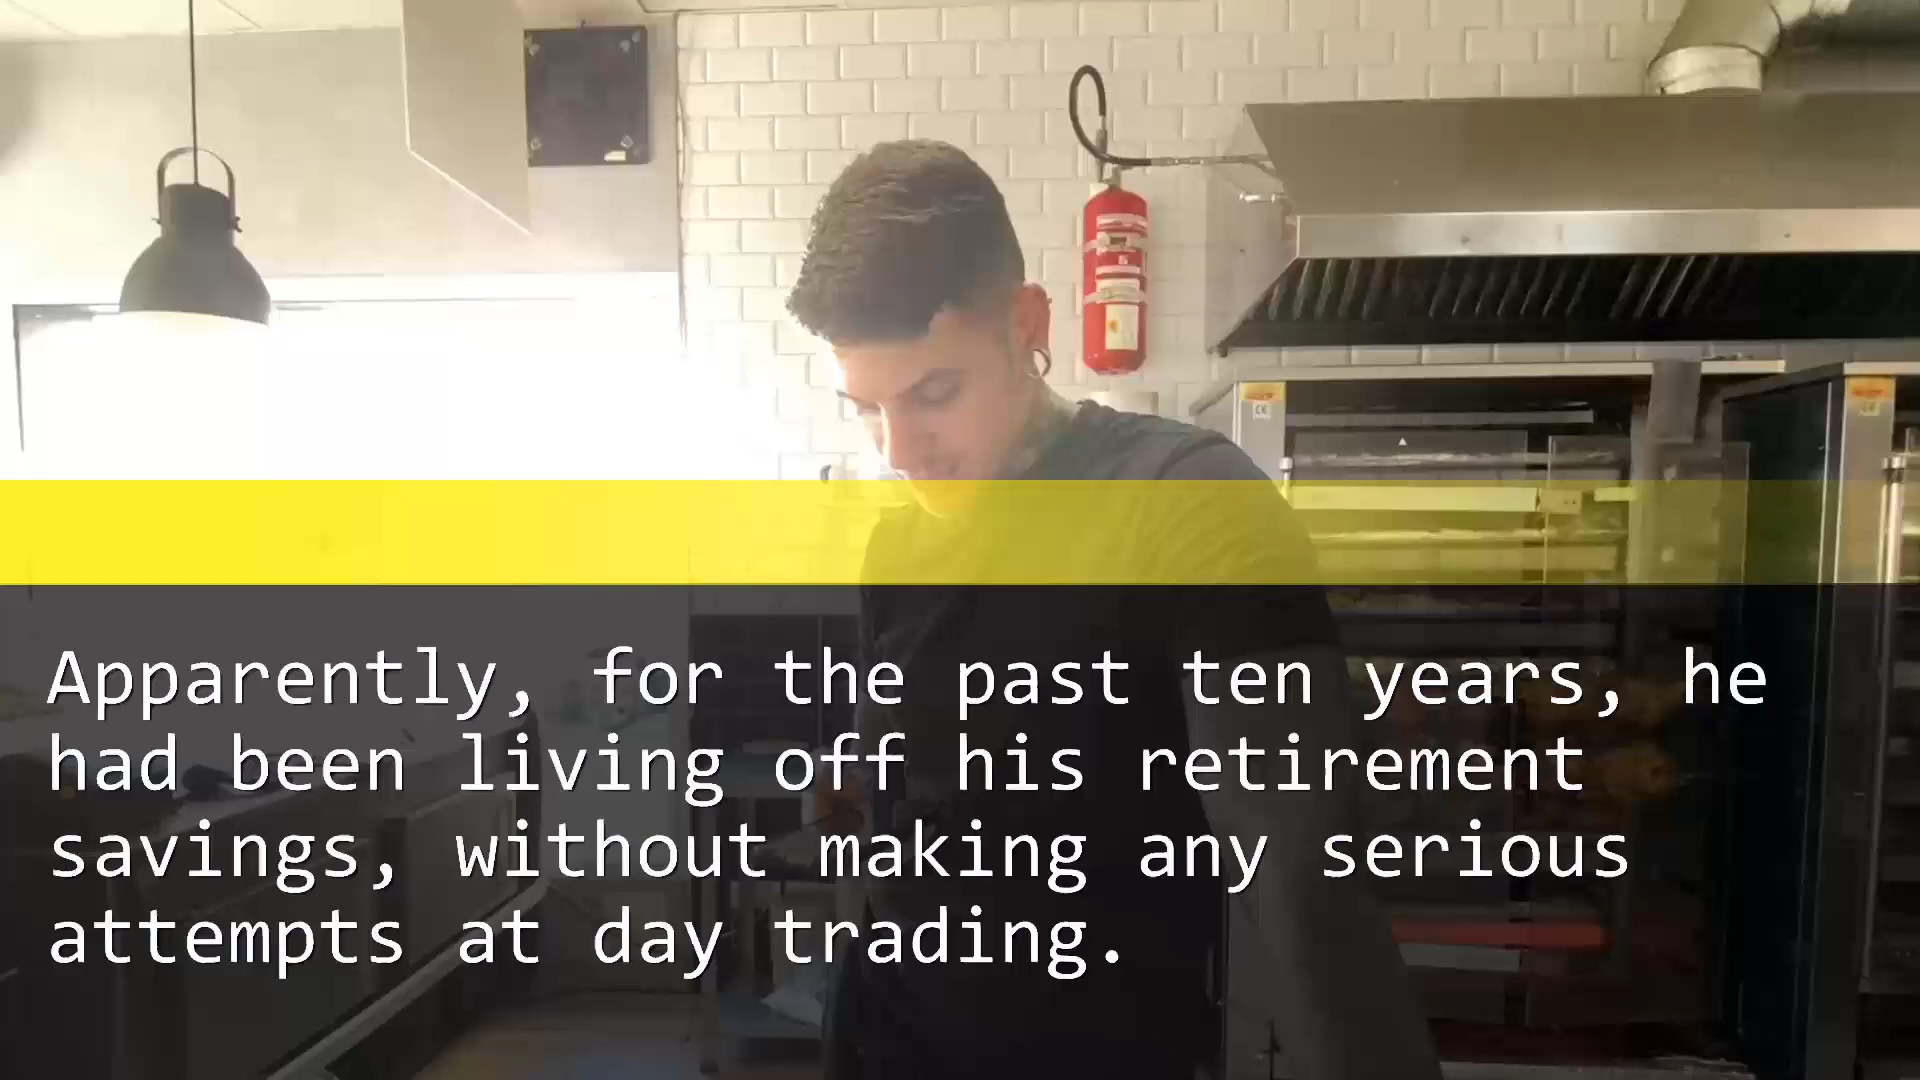 Apparently, for the past ten years, he
had been living off his retirement
savings, without making any serious
attempts at day trading.